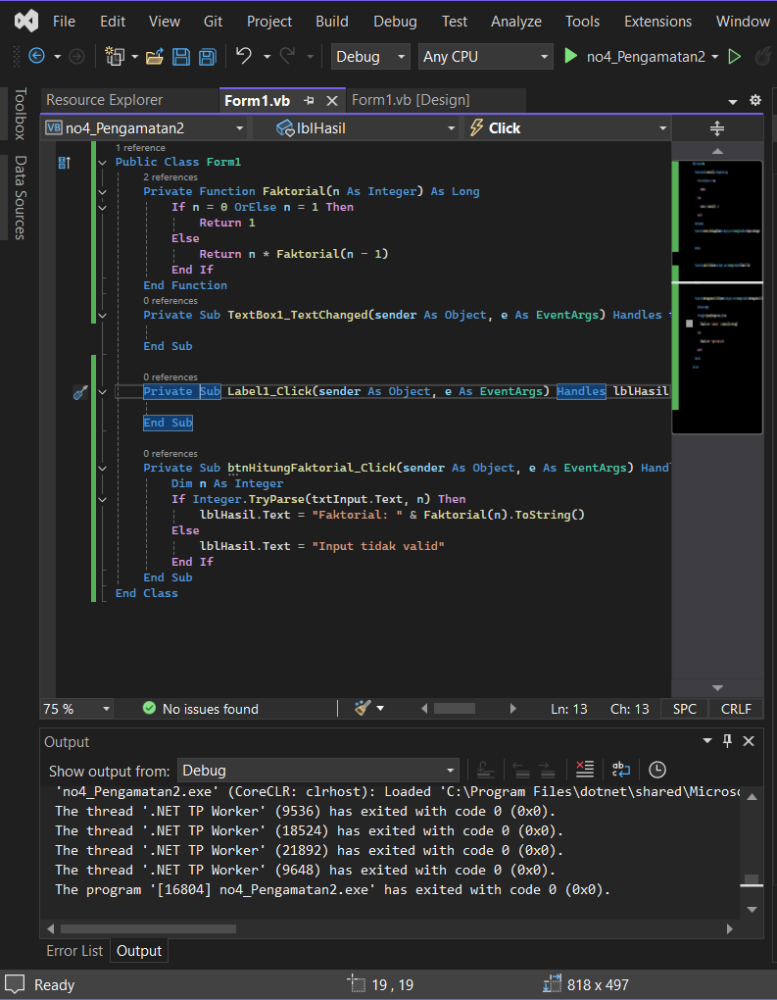 File Edit View Git Project Build Debug Test Analyze Tools Extensions Window
Debug Any CPU no4_Pengamatan2
Toolbox
Data Sources
Resource Explorer Form1.vb Form1.vb [Design]
VB no4_Pengamatan2 lblHasil Click
1 reference
Public Class Form1
2 references
Private Function Faktorial(n As Integer) As Long
If n = 0 OrElse n = 1 Then
Return 1
Else
Return n * Faktorial(n - 1)
End If
End Function
0 references
Private Sub TextBox1_TextChanged(sender As Object, e As EventArgs) Handles
End Sub
0 references
Private Sub Label1_Click(sender As Object, e As EventArgs) Handles lblHasil
End Sub
0 references
Private Sub btnHitungFaktorial_Click(sender As Object, e As EventArgs) Handl
Dim n As Integer
If Integer.TryParse(txtInput.Text, n) Then
lblHasil.Text = "Faktorial: " & Faktorial(n).ToString()
Else
lblHasil.Text = "Input tidak valid"
End If
End Sub
End Class
75 % No issues found Ln: 13 Ch: 13 SPC CRLF
Output
Show output from: Debug
'no4_Pengamatan2.exe' (CoreCLR: clrhost): Loaded 'C:\Program Files\dotnet\shared\Microso
The thread '.NET TP Worker' (9536) has exited with code 0 (0x0).
The thread '.NET TP Worker' (18524) has exited with code 0 (0x0).
The thread '.NET TP Worker' (21892) has exited with code 0 (0x0).
The thread '.NET TP Worker' (9648) has exited with code 0 (0x0).
The program '[16804] no4_Pengamatan2.exe' has exited with code 0 (0x0).
Error List Output
Ready 19 , 19 818 x 497